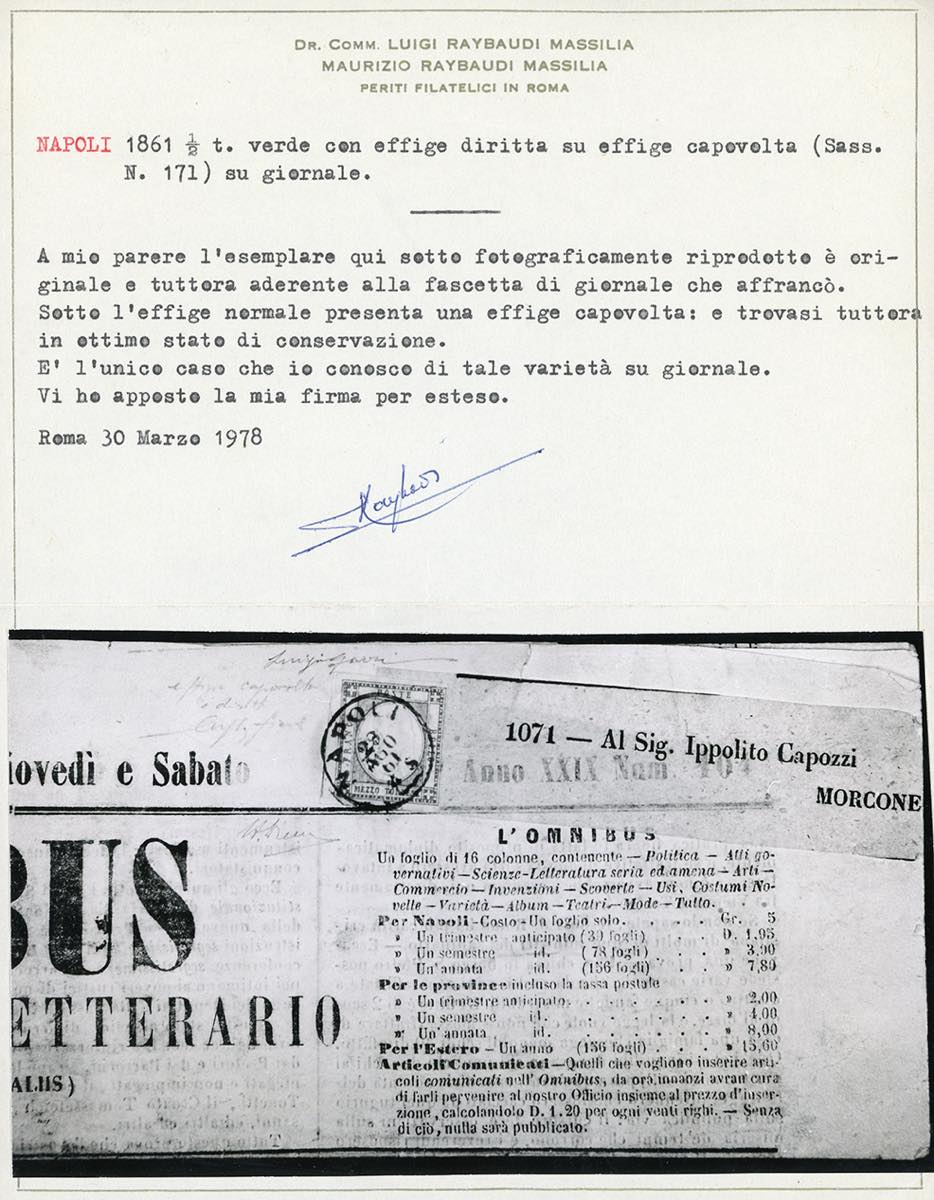 DR. COMM. LUIGI RAYBAUDI MASSILIA
MAURIZIO RAYBAUDI MASSILIA
PERITI FILATELICI IN ROMA
NAPOLI 1861 ½ t. verde con effige diritta su effige capovolta (Sass.
N. 171) su giornale.
A mio parere l'esemplare qui sotto fotograficamente riprodotto è ori-
ginale e tuttora aderente alla fascetta di giornale che affrancò.
Sotto l'effige normale presenta una effige capovolta: e trovasi tuttora
in ottimo stato di conservazione.
E' l'unico caso che io conosco di tale varietà su giornale.
Vi ho apposto la mia firma per esteso.
Roma 30 Marzo 1978
POSTE
NAPOLI
MEZZO
1071 — Al Sig. Ippolito Capozzi
MORCONE
iovedì e Sabato
Anno XXIX Num.
BUS
ETTERARIO
L'OMNIBUS
Un foglio di 16 colonne, contenente — Politica — Atti go-
vernativi — Scienze-Letteratura seria ed amena — Arti —
Commercio — Invenzioni — Scoverte — Usi, Costumi No-
velle — Varietà — Album — Teatri — Mode — Tutto.
Per Napoli - Costo - Un foglio solo. . . Gr. 5
» Un trimestre anticipato (39 fogli) D. 1.95
» Un semestre id. (78 fogli) . » 3,90
» Un'annata id. (156 fogli) . . » 7,80
Per le province incluso la tassa postale
» Un trimestre anticipato. . . . . » 2,00
» Un semestre id. . . . . . » 4.00
» Un'annata id. . . . . . » 8,00
Per l'Estero — Un anno (156 fogli) . . . » 15,60
Articoli Comunicati — Quelli che vogliono inserire arti-
coli comunicati nell' Omnibus, da ora innanzi avran cura
di farli pervenire al nostro Officio insieme al prezzo d'inser-
zione, calcolandolo D. 1.20 per ogni venti righi. — Senza
di ciò, nulla sarà pubblicato.